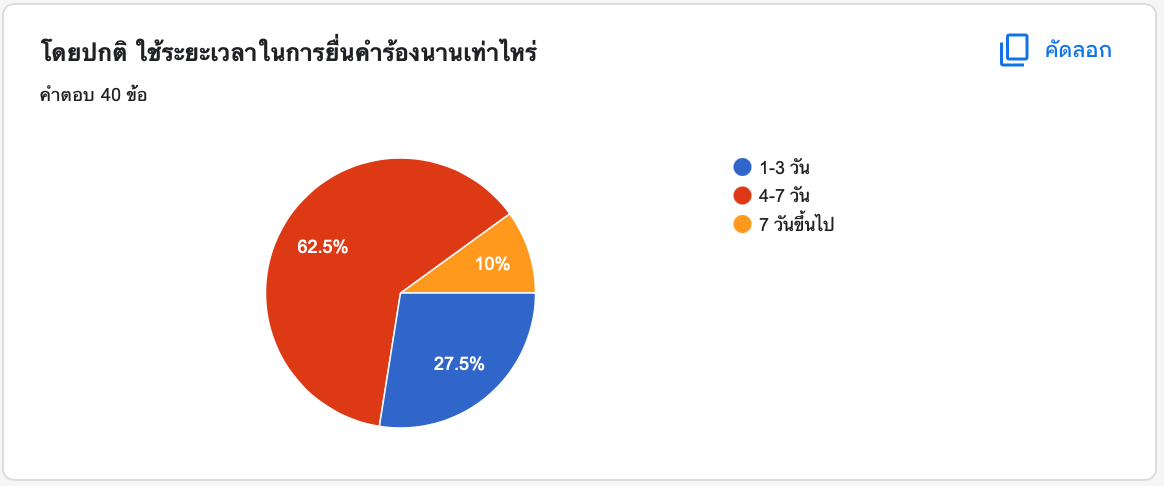 โดยปกติ ใช้ระยะเวลาในการยื่นคำร้องนานเท่าไหร่
คัดลอก
คำตอบ 40 ข้อ
1-3 วัน
4-7 วัน
7 วันขึ้นไป
62.5%
10%
27.5%